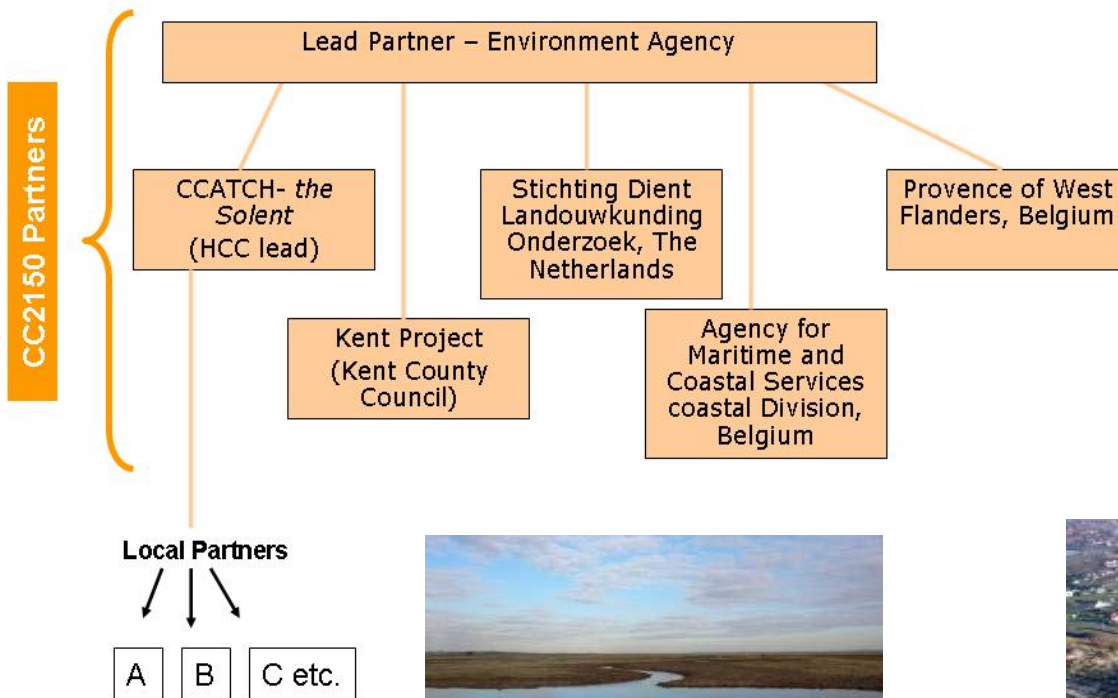 CC2150 Partners
Lead Partner – Environment Agency
CCATCH- the
Solent
(HCC lead)
Stichting Dient
Landouwkunding
Onderzoek, The
Netherlands
Provence of West
Flanders, Belgium
Kent Project
(Kent County
Council)
Agency for
Maritime and
Coastal Services
coastal Division,
Belgium
Local Partners
A
B
C etc.